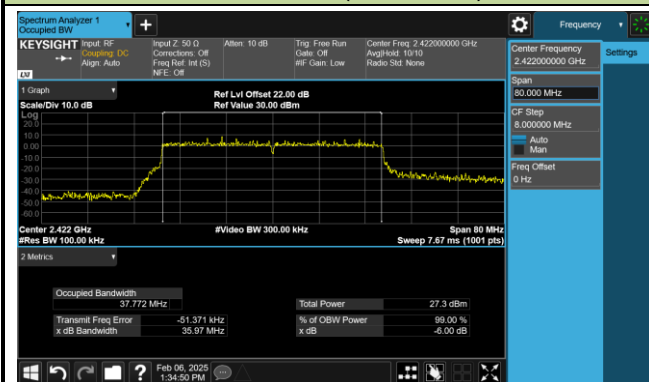 Spectrum Analyzer 1
Occupied BW
+
Frequency
KEYSIGHT
Input: RF
Coupling: DC
Align: Auto
Input Z: 50 Ω
Corrections: Off
Freq Ref: Int (S)
NFE: Off
Atten: 10 dB
Trig: Free Run
Gate: Off
#IF Gain: Low
Center Freq: 2.422000000 GHz
Avg|Hold: 10/10
Radio Std: None
LXI
Center Frequency
2.422000000 GHz
Settings
Span
80.000 MHz
CF Step
8.000000 MHz
Auto
Man
Freq Offset
0 Hz
1 Graph
Scale/Div 10.0 dB
Ref Lvl Offset 22.00 dB
Ref Value 30.00 dBm
Log
20.0
10.0
0.00
-10.0
-20.0
-30.0
-40.0
-50.0
-60.0
Center 2.422 GHz
#Video BW 300.00 kHz
Span 80 MHz
#Res BW 100.00 kHz
Sweep 7.67 ms (1001 pts)
2 Metrics
Occupied Bandwidth
37.772 MHz
Total Power 27.3 dBm
Transmit Freq Error -51.371 kHz
% of OBW Power 99.00 %
x dB Bandwidth 35.97 MHz
x dB -6.00 dB
?
Feb 06, 2025
1:34:50 PM